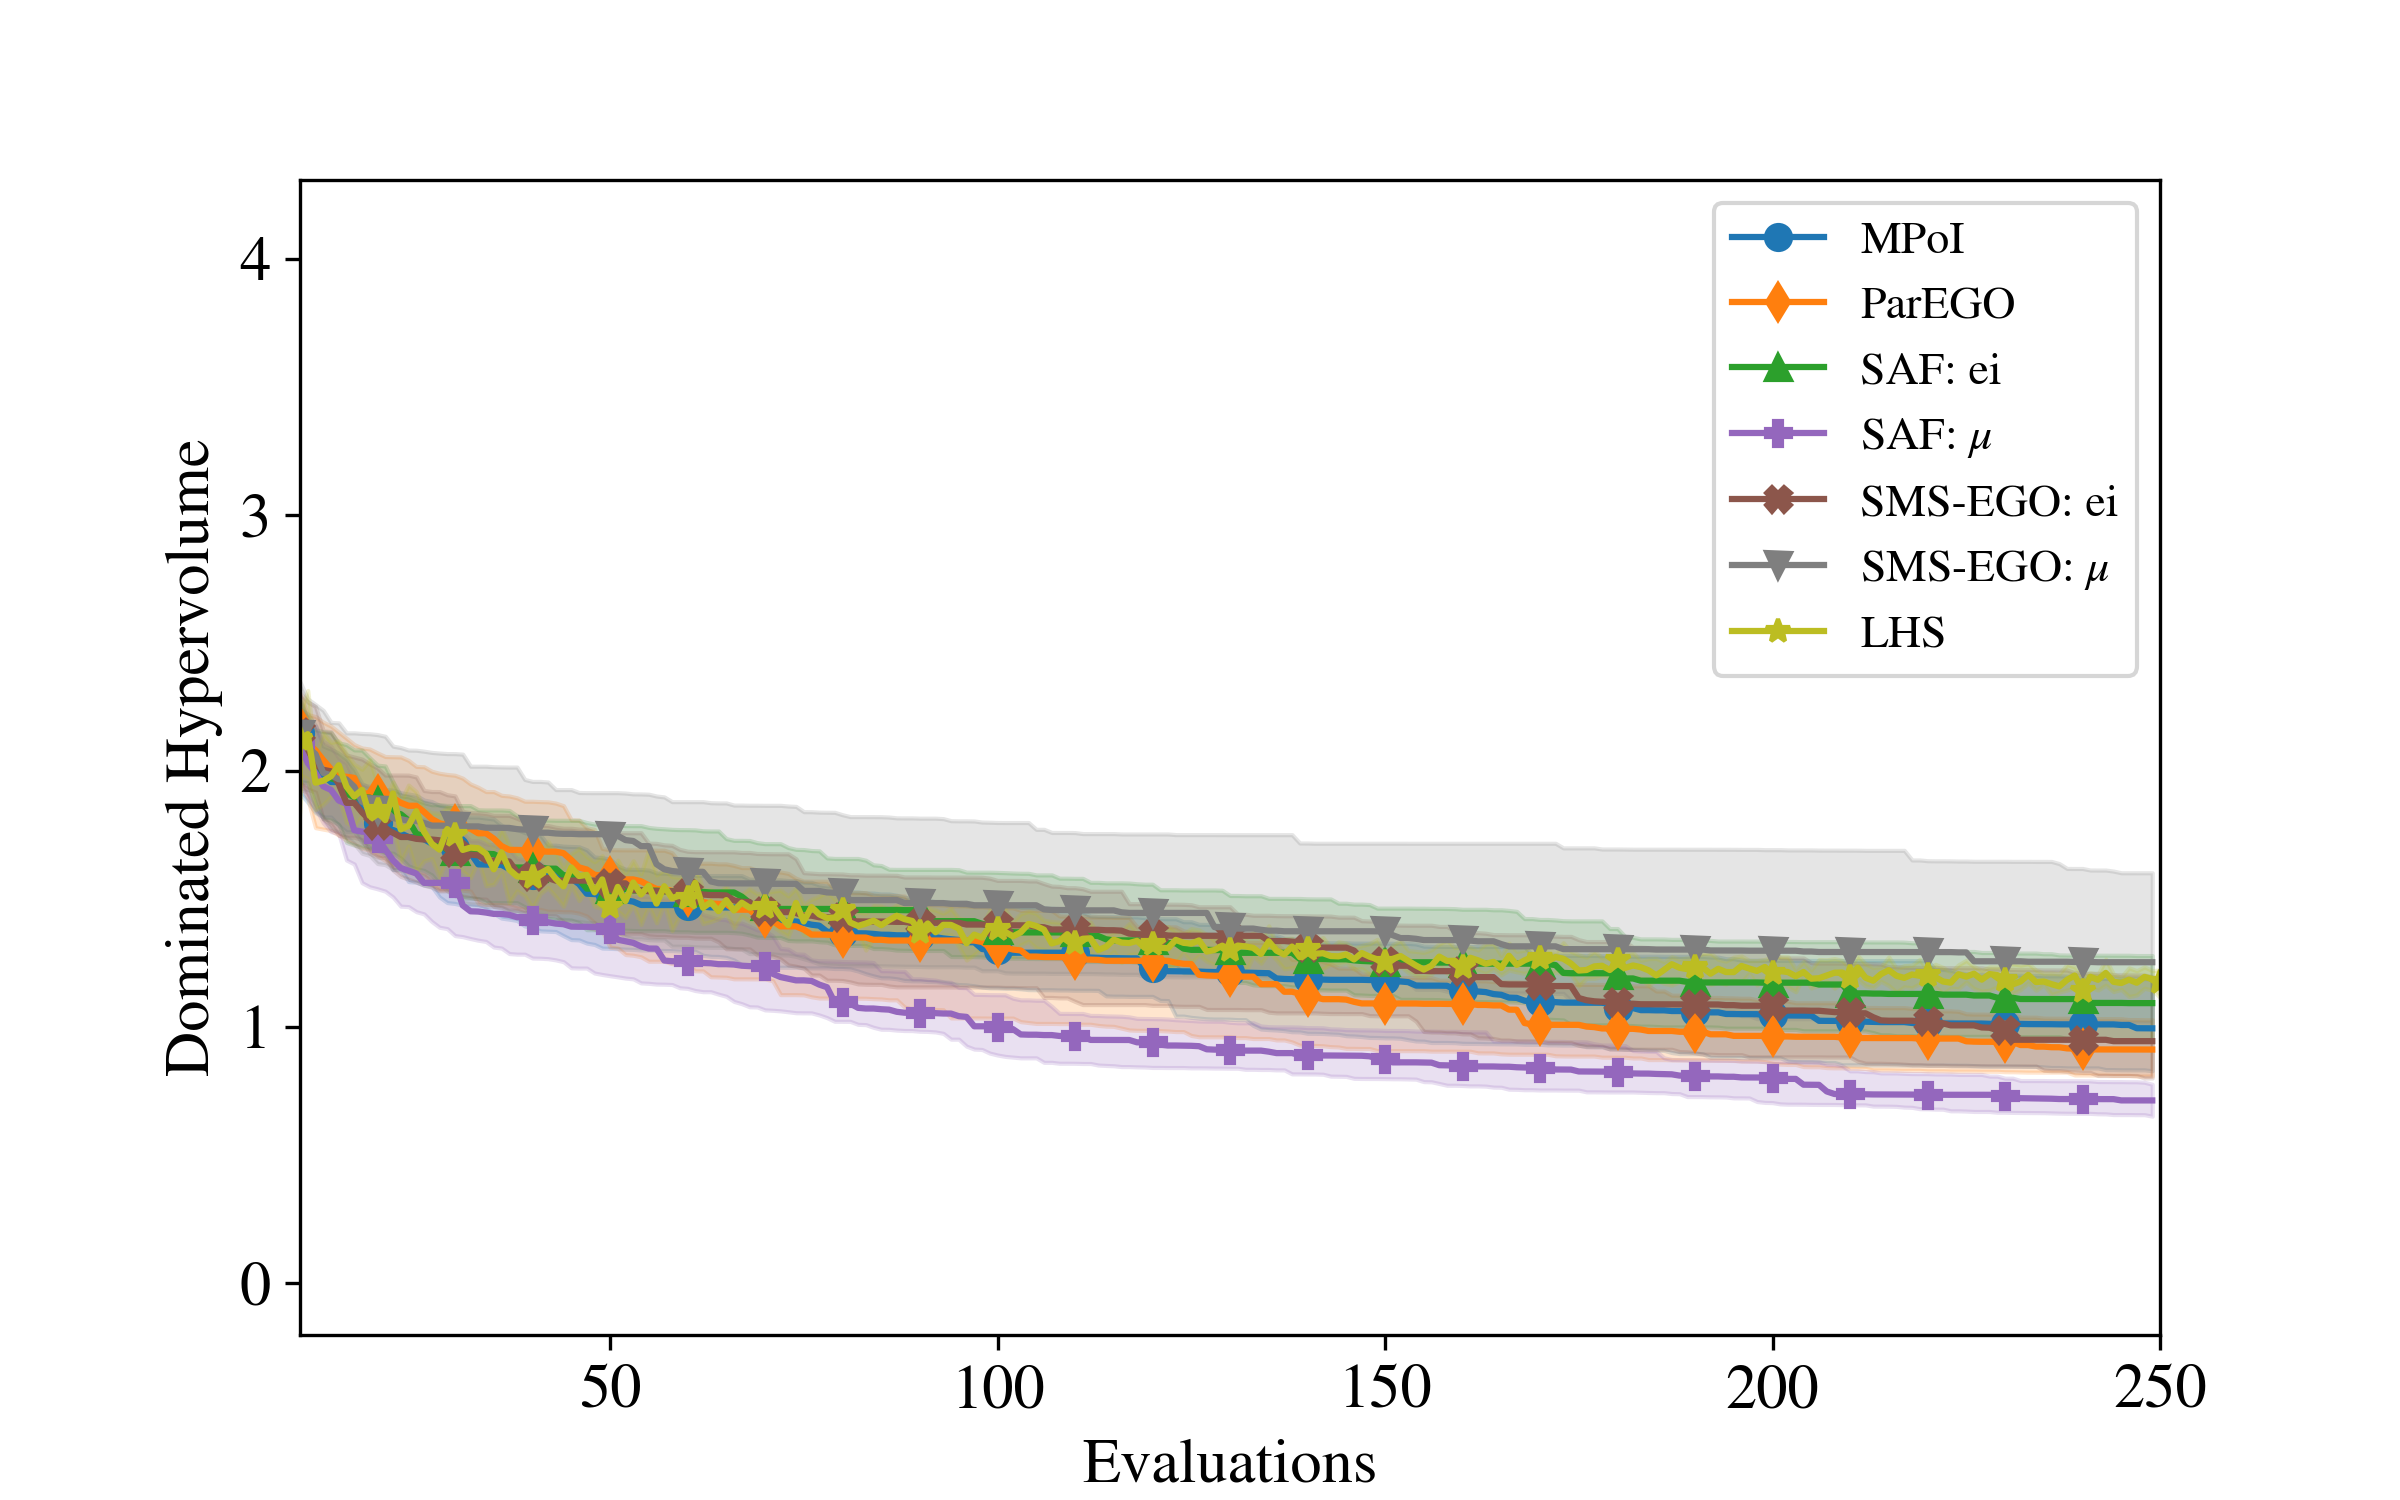 4
3
2
1
0
Dominated Hypervolume
MPoI
ParEGO
SAF: ei
SAF: μ
SMS-EGO: ei
SMS-EGO: μ
LHS
50 100 150 200 250
Evaluations